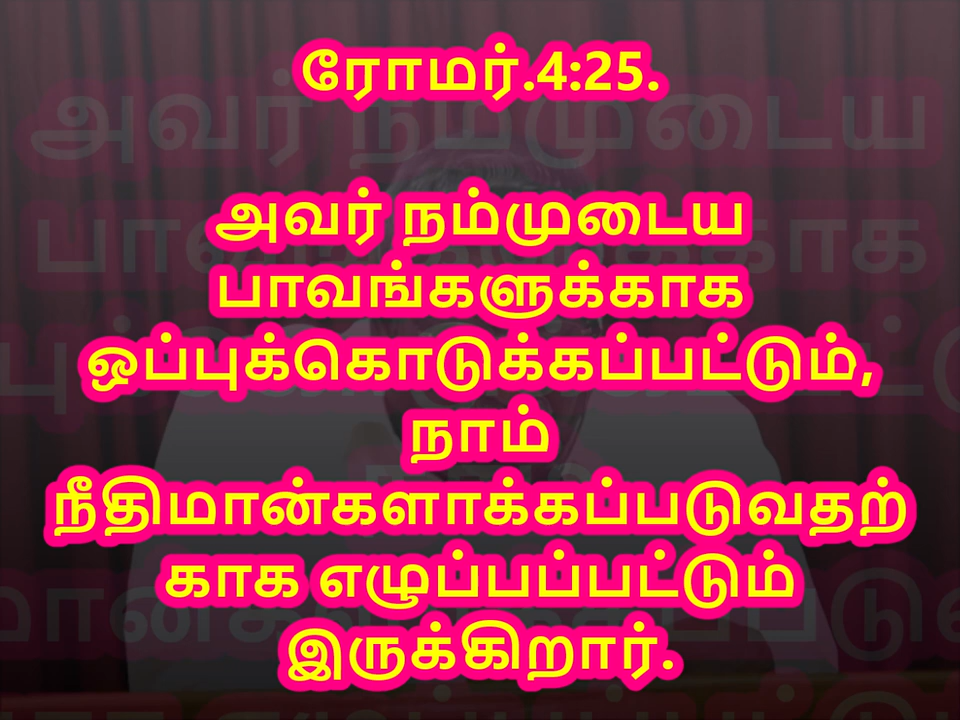 ரோமர்.4:25.
அவர் நம்முடைய
பாவங்களுக்காக
ஒப்புக்கொடுக்கப்பட்டும்,
நாம்
நீதிமான்களாக்கப்படுவதற்
காக எழுப்பப்பட்டும்
இருக்கிறார்.